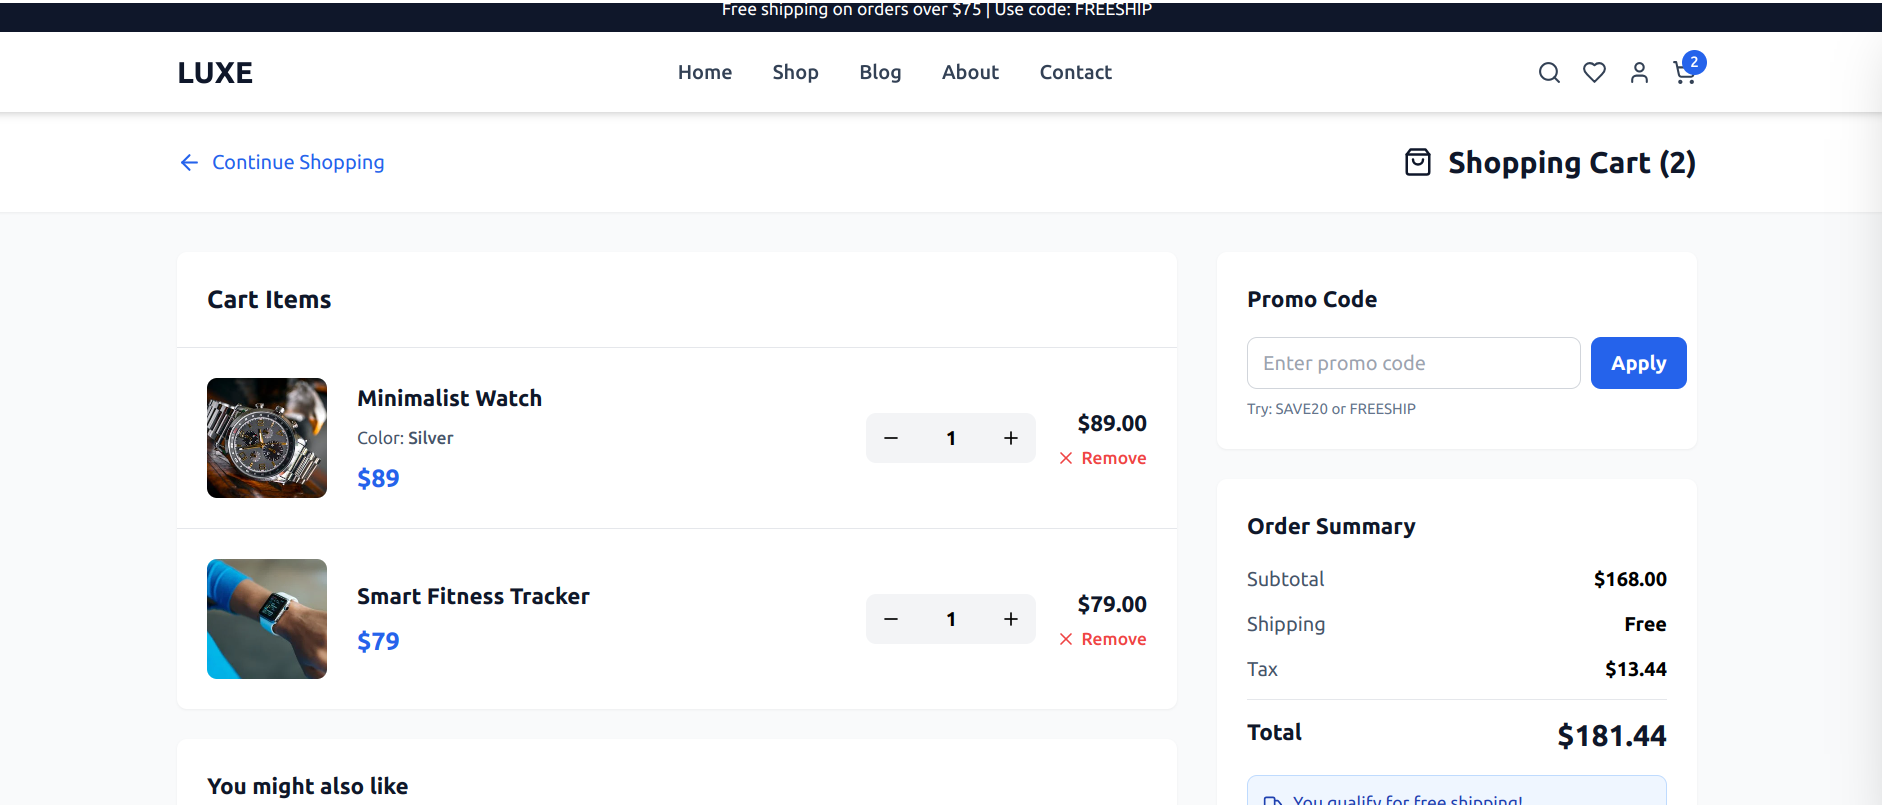 Free shipping on orders over $75 | Use code: FREESHIP
LUXE
Home Shop Blog About Contact
2
Continue Shopping
Shopping Cart (2)
Cart Items
Minimalist Watch
Color: Silver
$89
1
$89.00
Remove
Smart Fitness Tracker
$79
1
$79.00
Remove
You might also like
Promo Code
Enter promo code
Apply
Try: SAVE20 or FREESHIP
Order Summary
Subtotal $168.00
Shipping Free
Tax $13.44
Total $181.44
You qualify for free shipping!